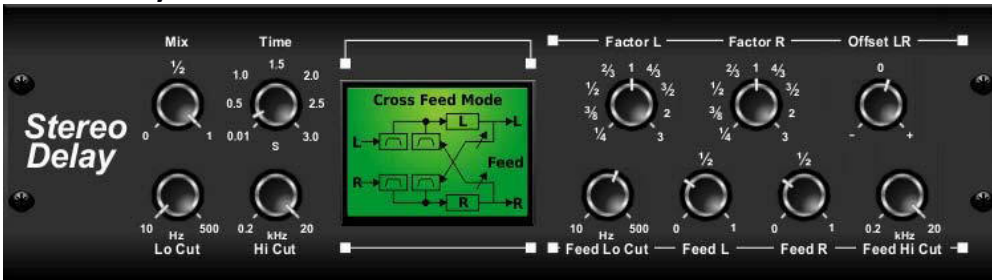 Mix
½
0
1
Time
0.01
0.5
1.0
1.5
2.0
2.5
3.0
S
Stereo
Delay
10
Hz
500
Lo Cut
0.2
kHz
20
Hi Cut
Cross Feed Mode
L
L
L
Feed
R
R
R
Factor L
¼
⅜
½
⅔
1
4/3
3/2
2
3
Factor R
¼
⅜
½
⅔
1
4/3
3/2
2
3
Offset LR
0
-
+
10
Hz
500
Feed Lo Cut
½
0
1
Feed L
½
0
1
Feed R
0.2
kHz
20
Feed Hi Cut